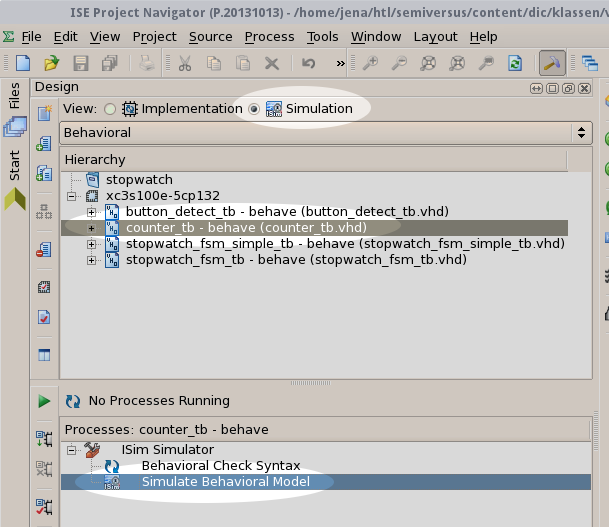 ISE Project Navigator (P.20131013) - /home/jena/htl/semiversus/content/dic/klassen/
File Edit View Project Source Process Tools Window Layout Help
»
Design
Files
Start
View: Implementation Simulation
Behavioral
Hierarchy
stopwatch
xc3s100e-5cp132
button_detect_tb - behave (button_detect_tb.vhd)
counter_tb - behave (counter_tb.vhd)
stopwatch_fsm_simple_tb - behave (stopwatch_fsm_simple_tb.vhd)
stopwatch_fsm_tb - behave (stopwatch_fsm_tb.vhd)
No Processes Running
Processes: counter_tb - behave
ISim Simulator
Behavioral Check Syntax
Simulate Behavioral Model